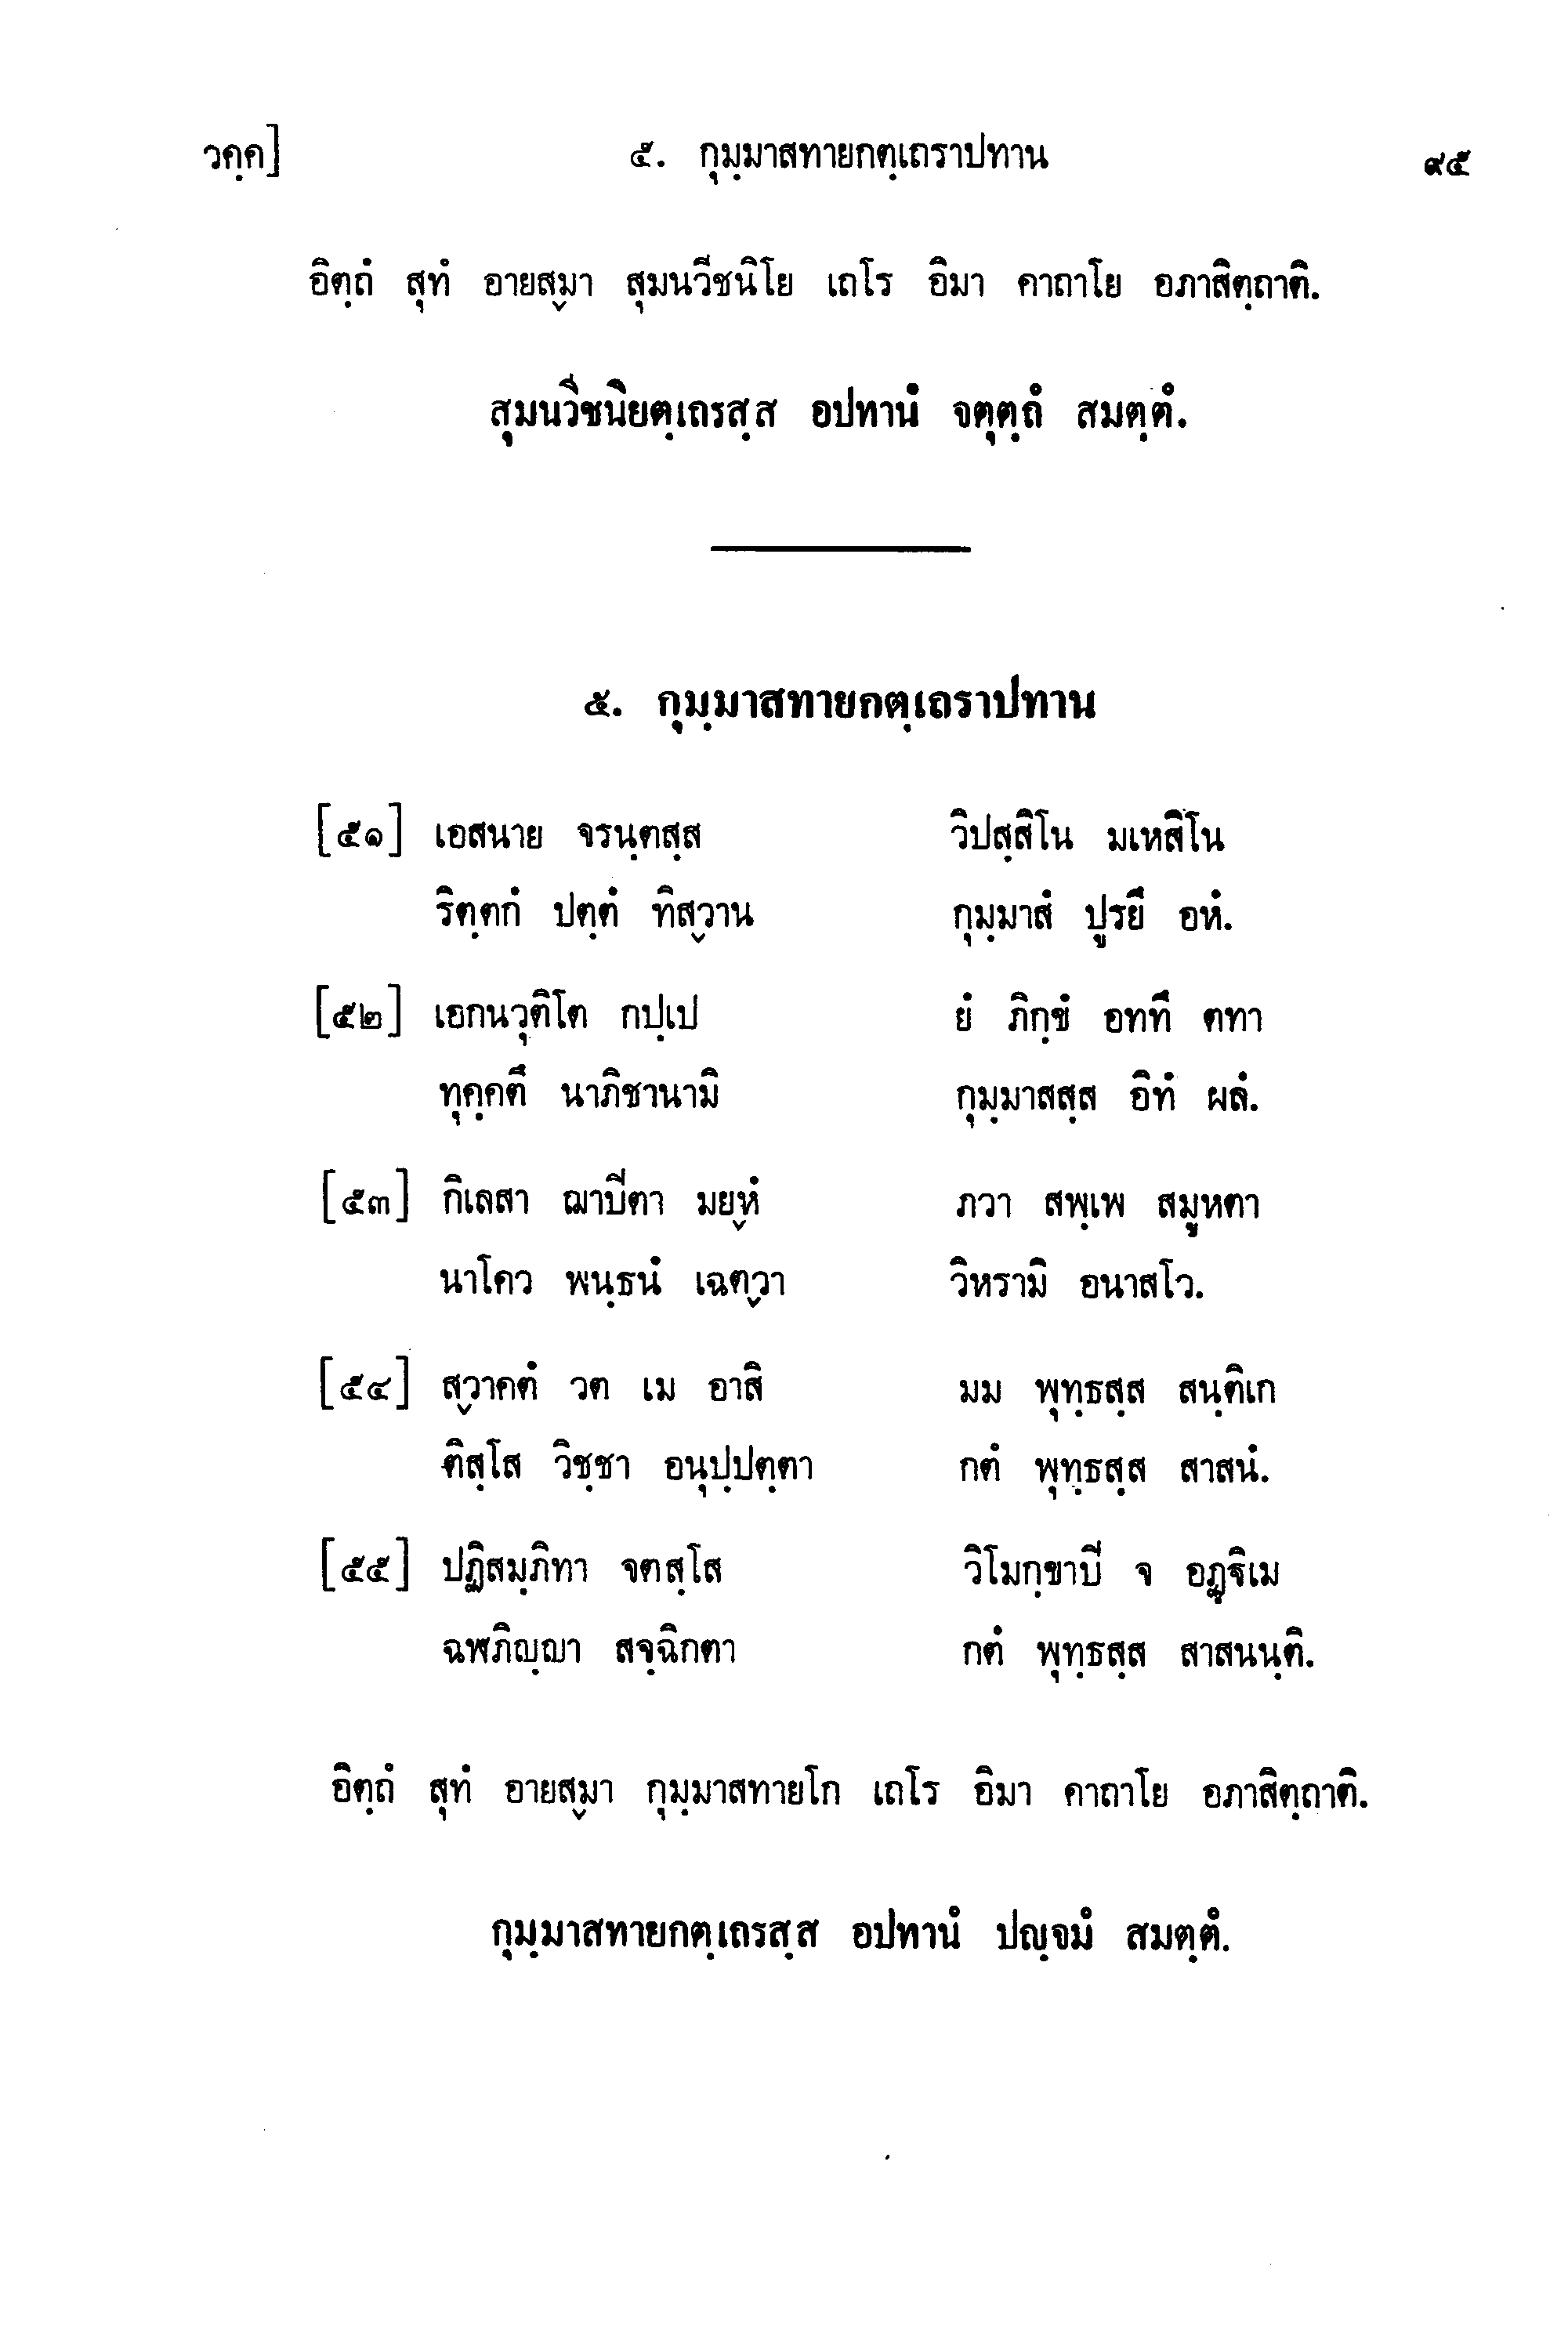 วคฺค] ๕. กุมฺมาสทายกตฺเถราปทาน ๙๕
อิตฺถํ สุทํ อายสฺมา สุมนวีชนิโย เถโร อิมา คาถาโย อภาสิตฺถาติ.
สุมนวีชนิยตฺเถรสฺส อปทานํ จตุตฺถํ สมตฺตํ.
๕. กุมฺมาสทายกตฺเถราปทาน
[๕๑] เอสนาย จรนฺตสฺส วิปสฺสิโน มเหสิโน
ริตฺตกํ ปตฺตํ ทิสฺวาน กุมฺมาสํ ปูรยึ อหํ.
[๕๒] เอกนวุติโต กปฺเป ยํ ภิกฺขํ อททึ ตทา
ทุคฺคตึ นาภิชานามิ กุมฺมาสสฺส อิทํ ผลํ.
[๕๓] กิเลสา ฌาปีตา มยฺหํ ภวา สพฺเพ สมูหตา
นาโคว พนฺธนํ เฉตฺวา วิหรามิ อนาสโว.
[๕๔] สฺวาคตํ วต เม อาสิ มม พุทฺธสฺส สนฺติเก
ติสฺโส วิชฺชา อนุปฺปตฺตา กตํ พุทฺธสฺส สาสนํ.
[๕๕] ปฏิสมฺภิทา จตสฺโส วิโมกฺขาปี จ อฏฺฐิเม
ฉฬภิญฺญา สจฺฉิกตา กตํ พุทฺธสฺส สาสนนฺติ.
อิตฺถํ สุทํ อายสฺมา กุมฺมาสทายโก เถโร อิมา คาถาโย อภาสิตฺถาติ.
กุมฺมาสทายกตฺเถรสฺส อปทานํ ปญฺจมํ สมตฺตํ.